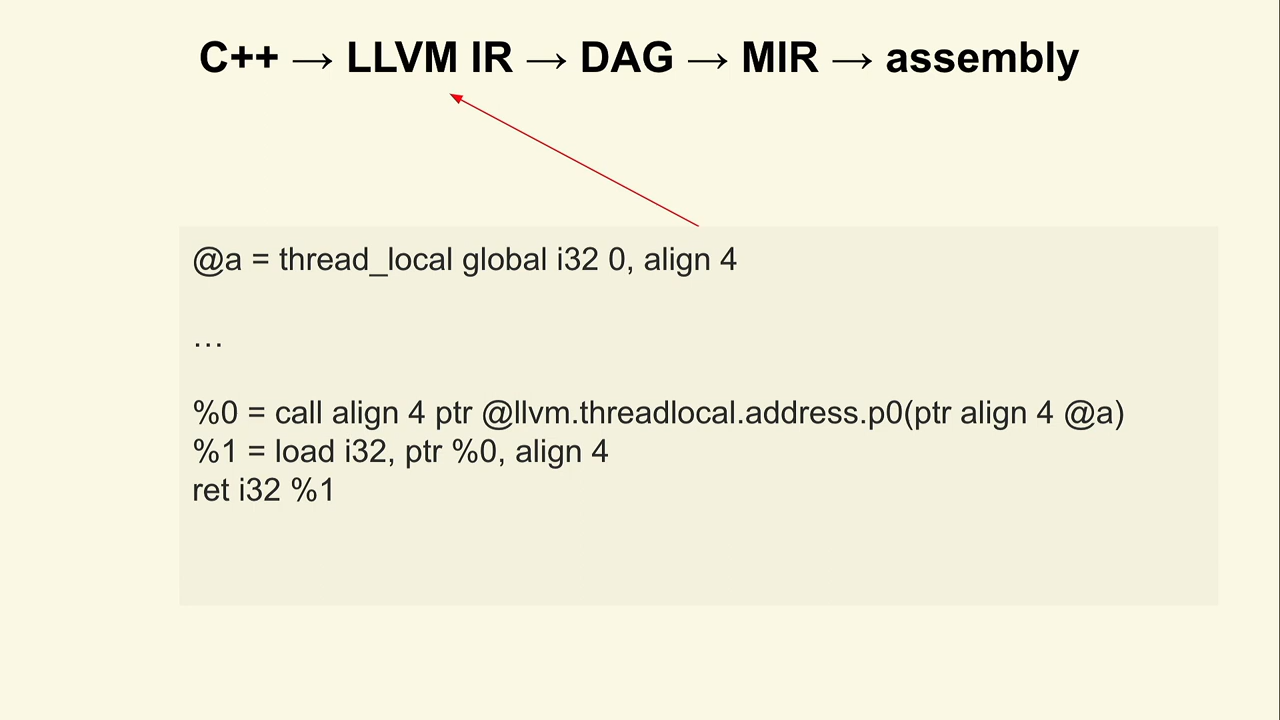 C++ → LLVM IR → DAG → MIR → assembly
@a = thread_local global i32 0, align 4
…
%0 = call align 4 ptr @llvm.threadlocal.address.p0(ptr align 4 @a)
%1 = load i32, ptr %0, align 4
ret i32 %1